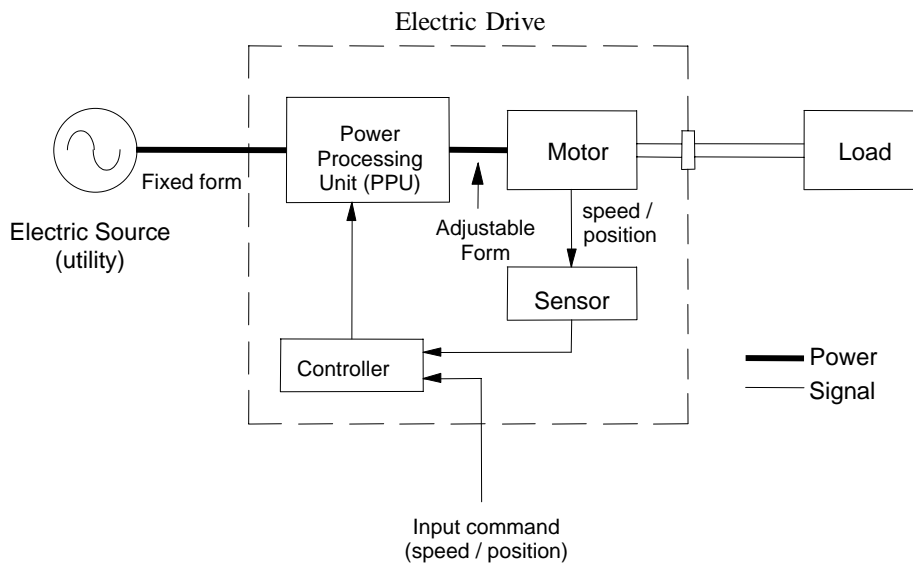 Electric Drive
Power
Processing
Unit (PPU)
Motor
Load
Fixed form
Electric Source
(utility)
Adjustable
Form
speed /
position
Sensor
Controller
Power
Signal
Input command
(speed / position)